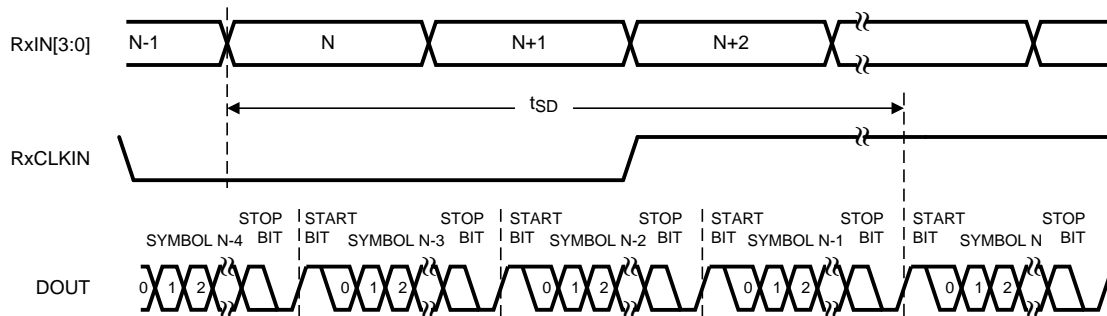 RxIN[3:0] N-1 N N+1 N+2
tSD
RxCLKIN
STOP START STOP START STOP START STOP START STOP
SYMBOL N-4 BIT BIT SYMBOL N-3 BIT BIT SYMBOL N-2 BIT BIT SYMBOL N-1 BIT BIT SYMBOL N BIT
DOUT 0 1 2 0 1 2 0 1 2 0 1 2 0 1 2